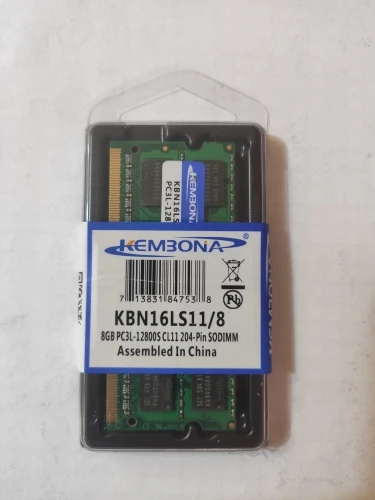 KBN16LS
PC3L-128
KEMBONA
7 13831 84753 8
Pb
KBN16LS11/8
8GB PC3L-12800S CL11 204-Pin SODIMM
Assembled In China